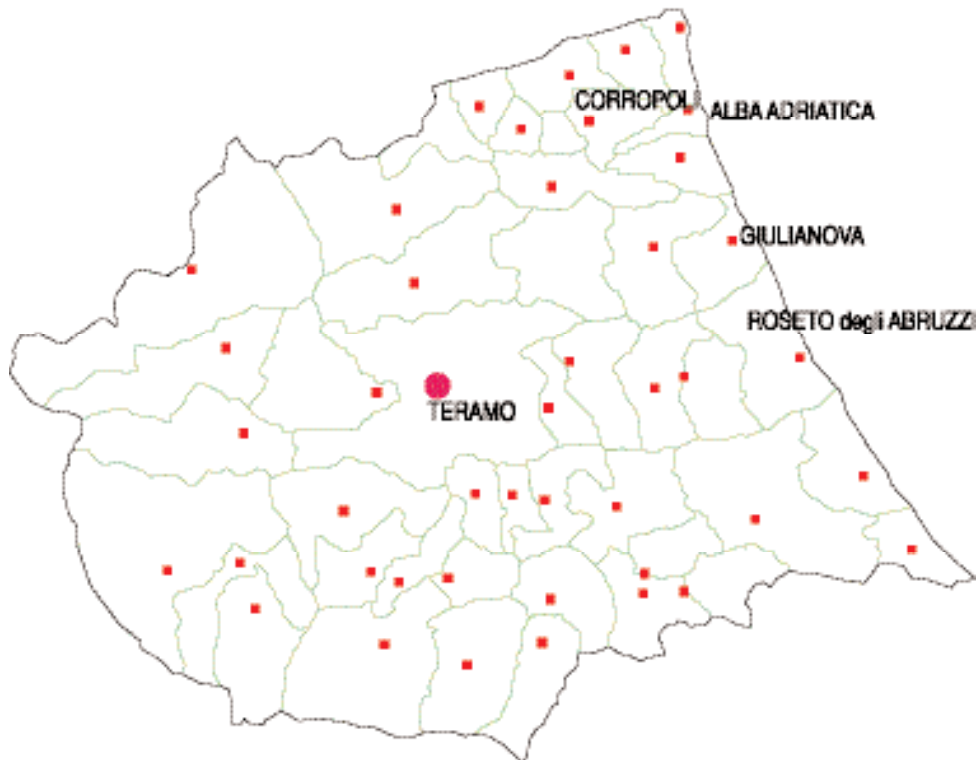 CORROPOLI
ALBA ADRIATICA
GIULIANOVA
ROSETO degli ABRUZZI
TERAMO